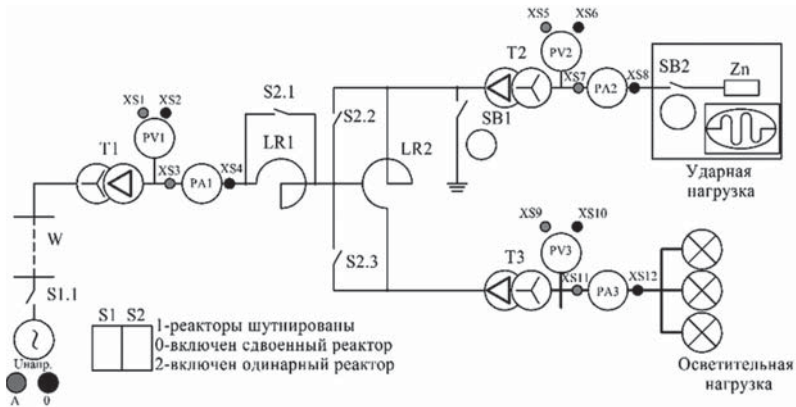 XS5 XS6
T2
PV2
XS7
PA2
XS8
SB2
Zn
Ударная
нагрузка
S2.1
S2.2
SB1
XS1 XS2
T1
PV1
XS3
PA1
XS4
LR1
LR2
W
S1.1
S2.3
XS9 XS10
T3
PV3
XS11
PA3
XS12
Осветительная
нагрузка
~
Uнапр.
A 0
S1 S2
1-реакторы шутнированы
0-включен сдвоенный реактор
2-включен одинарный реактор